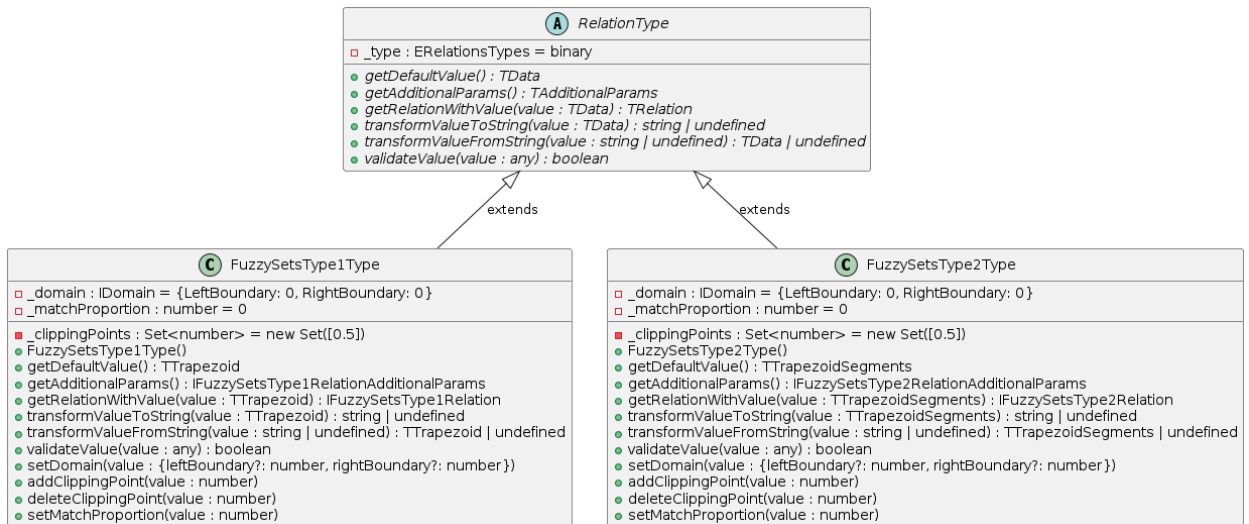 A RelationType
_type : ERelationsTypes = binary
getDefaultValue() : TData
getAdditionalParams() : TAdditionalParams
getRelationWithValue(value : TData) : TRelation
transformValueToString(value : TData) : string | undefined
transformValueFromString(value : string | undefined) : TData | undefined
validateValue(value : any) : boolean
extends
extends
C FuzzySetsType1Type
_domain : IDomain = {LeftBoundary: 0, RightBoundary: 0}
_matchProportion : number = 0
_clippingPoints : Set<number> = new Set([0.5])
FuzzySetsType1Type()
getDefaultValue() : TTrapezoid
getAdditionalParams() : IFuzzySetsType1RelationAdditionalParams
getRelationWithValue(value : TTrapezoid) : IFuzzySetsType1Relation
transformValueToString(value : TTrapezoid) : string | undefined
transformValueFromString(value : string | undefined) : TTrapezoid | undefined
validateValue(value : any) : boolean
setDomain(value : {leftBoundary?: number, rightBoundary?: number})
addClippingPoint(value : number)
deleteClippingPoint(value : number)
setMatchProportion(value : number)
C FuzzySetsType2Type
_domain : IDomain = {LeftBoundary: 0, RightBoundary: 0}
_matchProportion : number = 0
_clippingPoints : Set<number> = new Set([0.5])
FuzzySetsType2Type()
getDefaultValue() : TTrapezoidSegments
getAdditionalParams() : IFuzzySetsType2RelationAdditionalParams
getRelationWithValue(value : TTrapezoidSegments) : IFuzzySetsType2Relation
transformValueToString(value : TTrapezoidSegments) : string | undefined
transformValueFromString(value : string | undefined) : TTrapezoidSegments | undefined
validateValue(value : any) : boolean
setDomain(value : {leftBoundary?: number, rightBoundary?: number})
addClippingPoint(value : number)
deleteClippingPoint(value : number)
setMatchProportion(value : number)